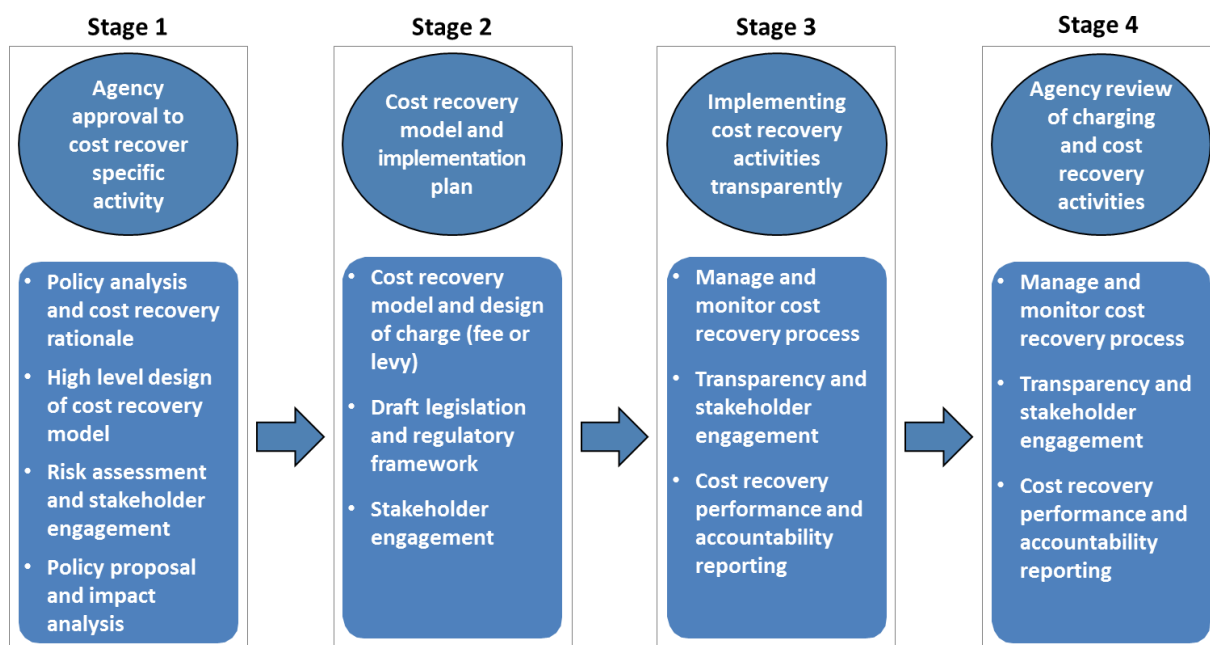 Stage 1
Agency
approval to
cost recover
specific
activity
• Policy analysis
and cost recovery
rationale
• High level design
of cost recovery
model
• Risk assessment
and stakeholder
engagement
• Policy proposal
and impact
analysis
Stage 2
Cost recovery
model and
implementation
plan
• Cost recovery
model and design
of charge (fee or
levy)
• Draft legislation
and regulatory
framework
• Stakeholder
engagement
Stage 3
Implementing
cost recovery
activities
transparently
• Manage and
monitor cost
recovery process
• Transparency and
stakeholder
engagement
• Cost recovery
performance and
accountability
reporting
Stage 4
Agency review
of charging
and cost
recovery
activities
• Manage and
monitor cost
recovery process
• Transparency and
stakeholder
engagement
• Cost recovery
performance and
accountability
reporting